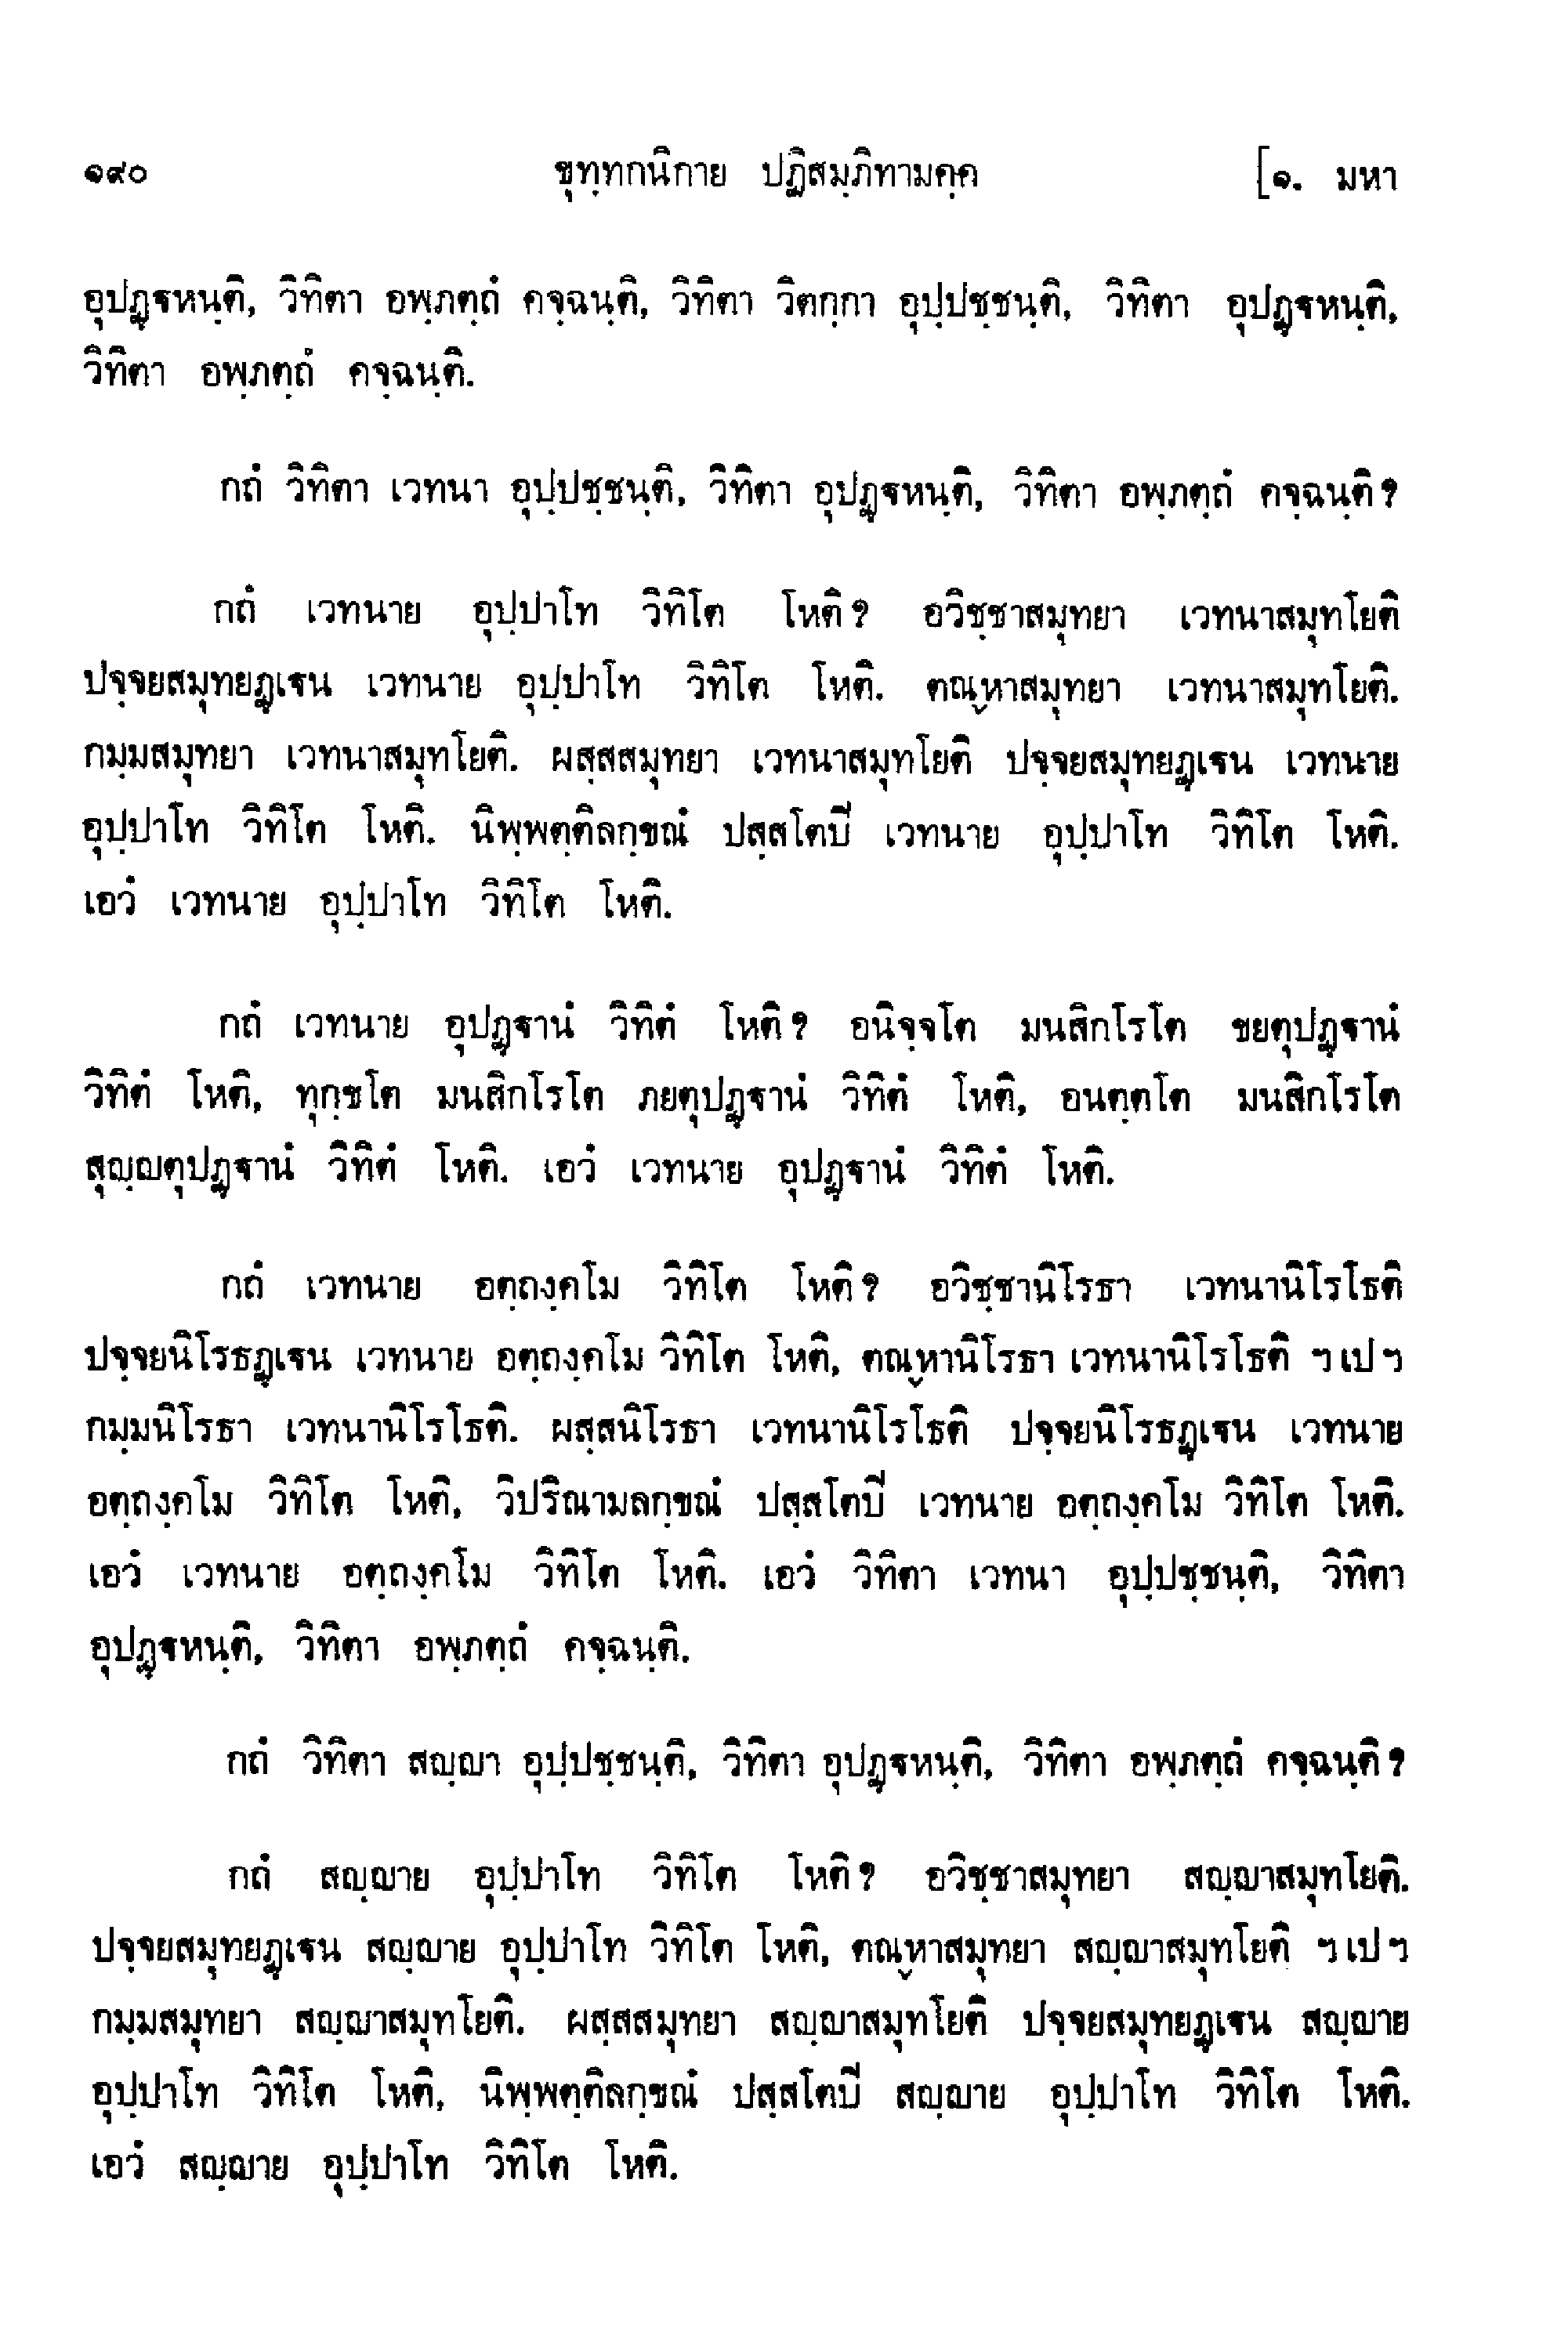 ๑๙๐ ขุทฺทกนิกาย ปฏิสมฺภิทามคฺค [๑. มหา
อุปฏฺฐหนฺติ, วิทิตา อพฺภตฺถํ คจฺฉนฺติ, วิทิตา วิตกฺกา อุปฺปชฺชนฺติ, วิทิตา อุปฏฺฐหนฺติ,
วิทิตา อพฺภตฺถํ คจฺฉนฺติ.
กถํ วิทิตา เวทนา อุปฺปชฺชนฺติ, วิทิตา อุปฏฺฐหนฺติ, วิทิตา อพฺภตฺถํ คจฺฉนฺติ ?
กถํ เวทนาย อุปฺปาโท วิทิโต โหติ ? อวิชฺชาสมุทยา เวทนาสมุทโยติ
ปจฺจยสมุทยฏฺเฐน เวทนาย อุปฺปาโท วิทิโต โหติ. ตณฺหาสมุทยา เวทนาสมุทโยติ.
กมฺมสมุทยา เวทนาสมุทโยติ. ผสฺสสมุทยา เวทนาสมุทโยติ ปจฺจยสมุทยฏฺเฐน เวทนาย
อุปฺปาโท วิทิโต โหติ. นิพฺพตฺติลกฺขณํ ปสฺสโตปี เวทนาย อุปฺปาโท วิทิโต โหติ.
เอวํ เวทนาย อุปฺปาโท วิทิโต โหติ.
กถํ เวทนาย อุปฏฺฐานํ วิทิตํ โหติ ? อนิจฺจโต มนสิกโรโต ขยตุปฏฺฐานํ
วิทิตํ โหติ, ทุกฺขโต มนสิกโรโต ภยตุปฏฺฐานํ วิทิตํ โหติ, อนตฺตโต มนสิกโรโต
สุญฺญตุปฏฺฐานํ วิทิตํ โหติ. เอวํ เวทนาย อุปฏฺฐานํ วิทิตํ โหติ.
กถํ เวทนาย อตฺถงฺคโม วิทิโต โหติ ? อวิชฺชานิโรธา เวทนานิโรโธติ
ปจฺจยนิโรธฏฺเฐน เวทนาย อตฺถงฺคโม วิทิโต โหติ, ตณฺหานิโรธา เวทนานิโรโธติ ฯเปฯ
กมฺมนิโรธา เวทนานิโรโธติ. ผสฺสนิโรธา เวทนานิโรโธติ ปจฺจยนิโรธฏฺเฐน เวทนาย
อตฺถงฺคโม วิทิโต โหติ, วิปริณามลกฺขณํ ปสฺสโตปี เวทนาย อตฺถงฺคโม วิทิโต โหติ.
เอวํ เวทนาย อตฺถงฺคโม วิทิโต โหติ. เอวํ วิทิตา เวทนา อุปฺปชฺชนฺติ, วิทิตา
อุปฏฺฐหนฺติ, วิทิตา อพฺภตฺถํ คจฺฉนฺติ.
กถํ วิทิตา สญฺญา อุปฺปชฺชนฺติ, วิทิตา อุปฏฺฐหนฺติ, วิทิตา อพฺภตฺถํ คจฺฉนฺติ ?
กถํ สญฺญาย อุปฺปาโท วิทิโต โหติ ? อวิชฺชาสมุทยา สญฺญาสมุทโยติ.
ปจฺจยสมุทยฏฺเฐน สญฺญาย อุปฺปาโท วิทิโต โหติ, ตณฺหาสมุทยา สญฺญาสมุทโยติ ฯเปฯ
กมฺมสมุทยา สญฺญาสมุทโยติ. ผสฺสสมุทยา สญฺญาสมุทโยติ ปจฺจยสมุทยฏฺเฐน สญฺญาย
อุปฺปาโท วิทิโต โหติ, นิพฺพตฺติลกฺขณํ ปสฺสโตปี สญฺญาย อุปฺปาโท วิทิโต โหติ.
เอวํ สญฺญาย อุปฺปาโท วิทิโต โหติ.